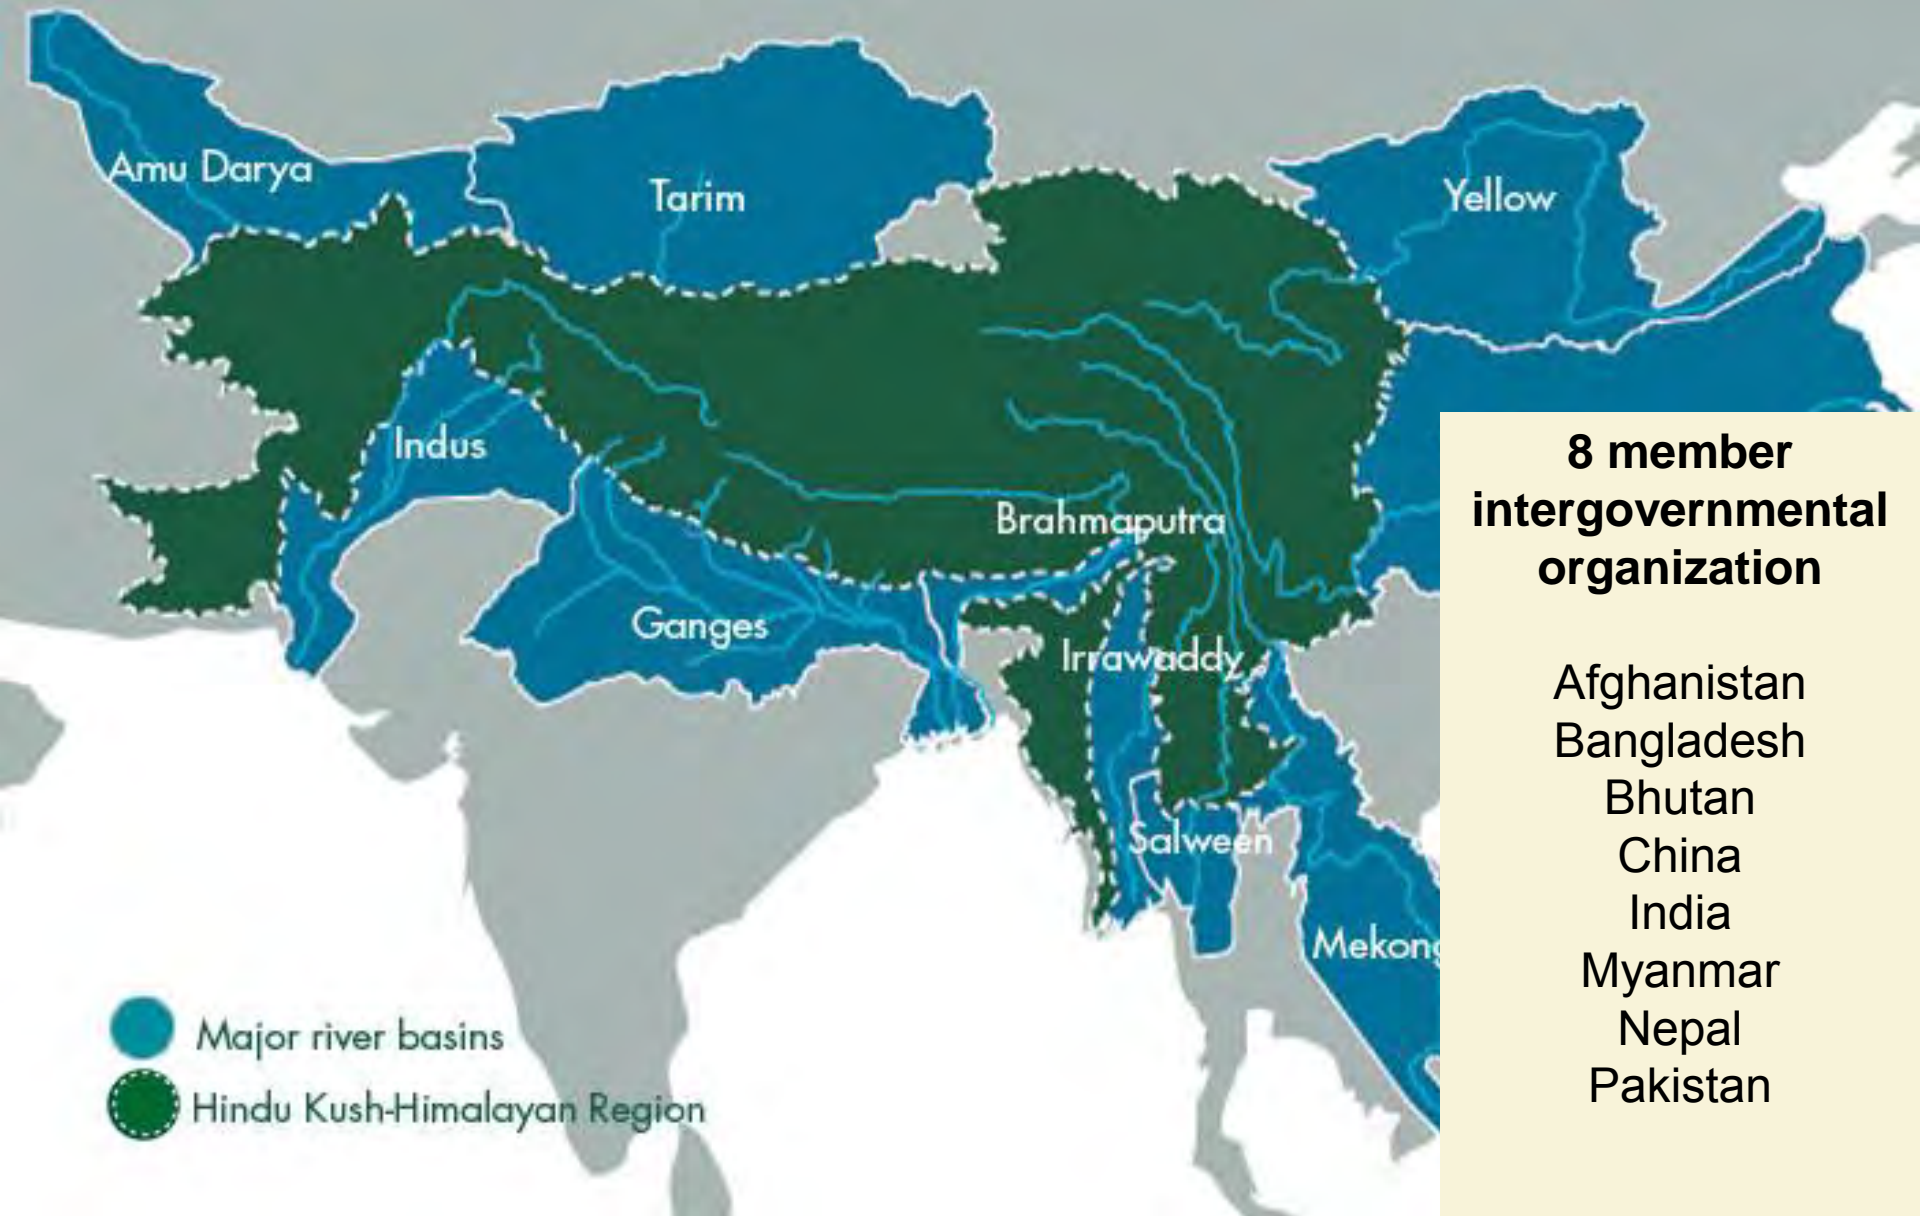 Amu Darya
Tarim
Yellow
Indus
Brahmaputra
Ganges
Irrawaddy
Salween
Mekong
Major river basins
Hindu Kush-Himalayan Region
8 member
intergovernmental
organization
Afghanistan
Bangladesh
Bhutan
China
India
Myanmar
Nepal
Pakistan